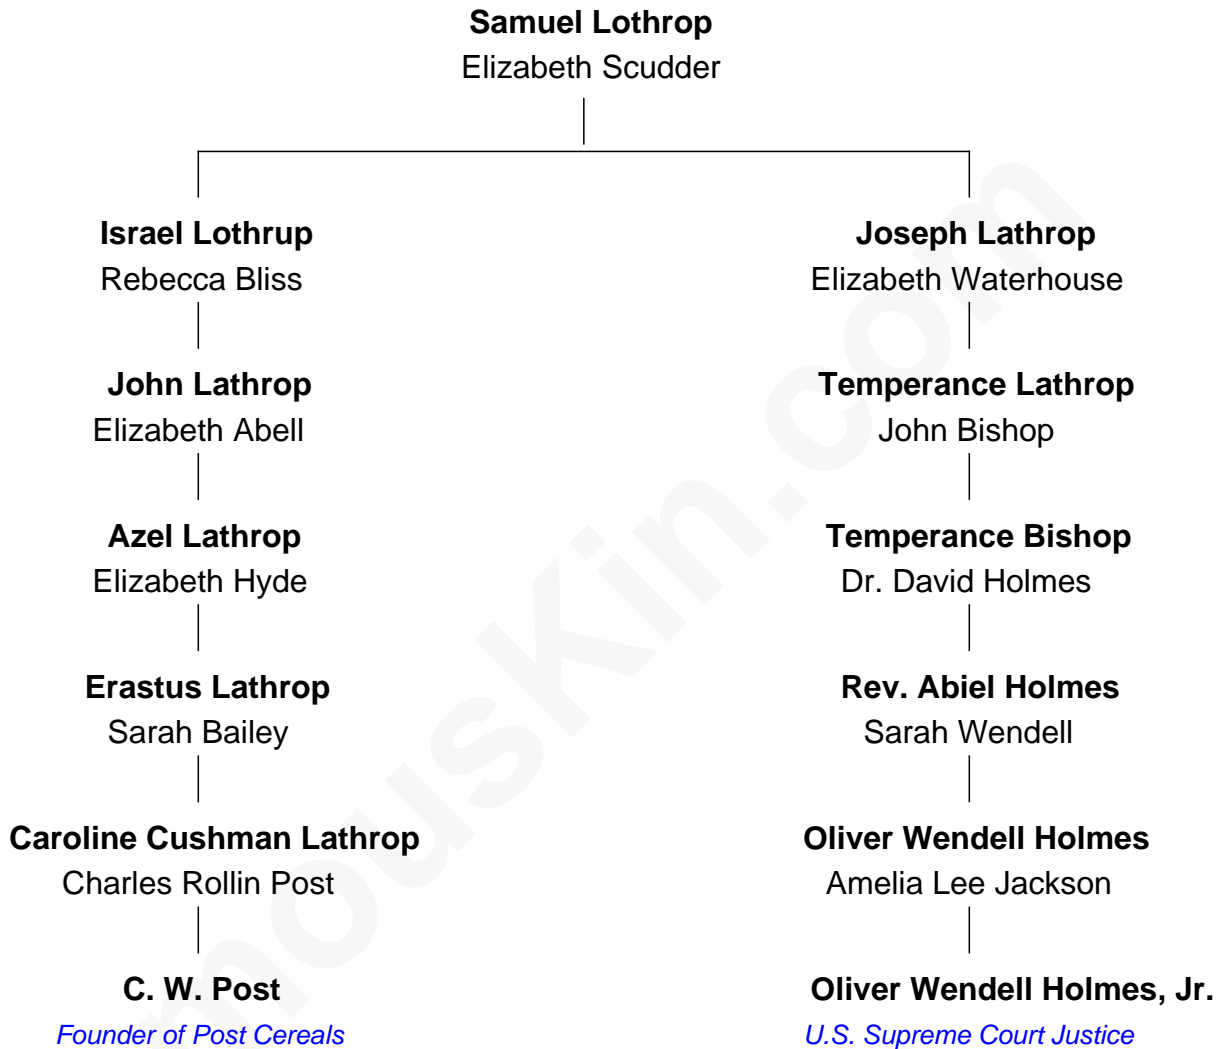 Samuel Lothrop
Elizabeth Scudder
Israel Lothrup
Rebecca Bliss
John Lathrop
Elizabeth Abell
Azel Lathrop
Elizabeth Hyde
Erastus Lathrop
Sarah Bailey
Caroline Cushman Lathrop
Charles Rollin Post
C. W. Post
Founder of Post Cereals
Joseph Lathrop
Elizabeth Waterhouse
Temperance Lathrop
John Bishop
Temperance Bishop
Dr. David Holmes
Rev. Abiel Holmes
Sarah Wendell
Oliver Wendell Holmes
Amelia Lee Jackson
Oliver Wendell Holmes, Jr.
U.S. Supreme Court Justice
mousKin.com